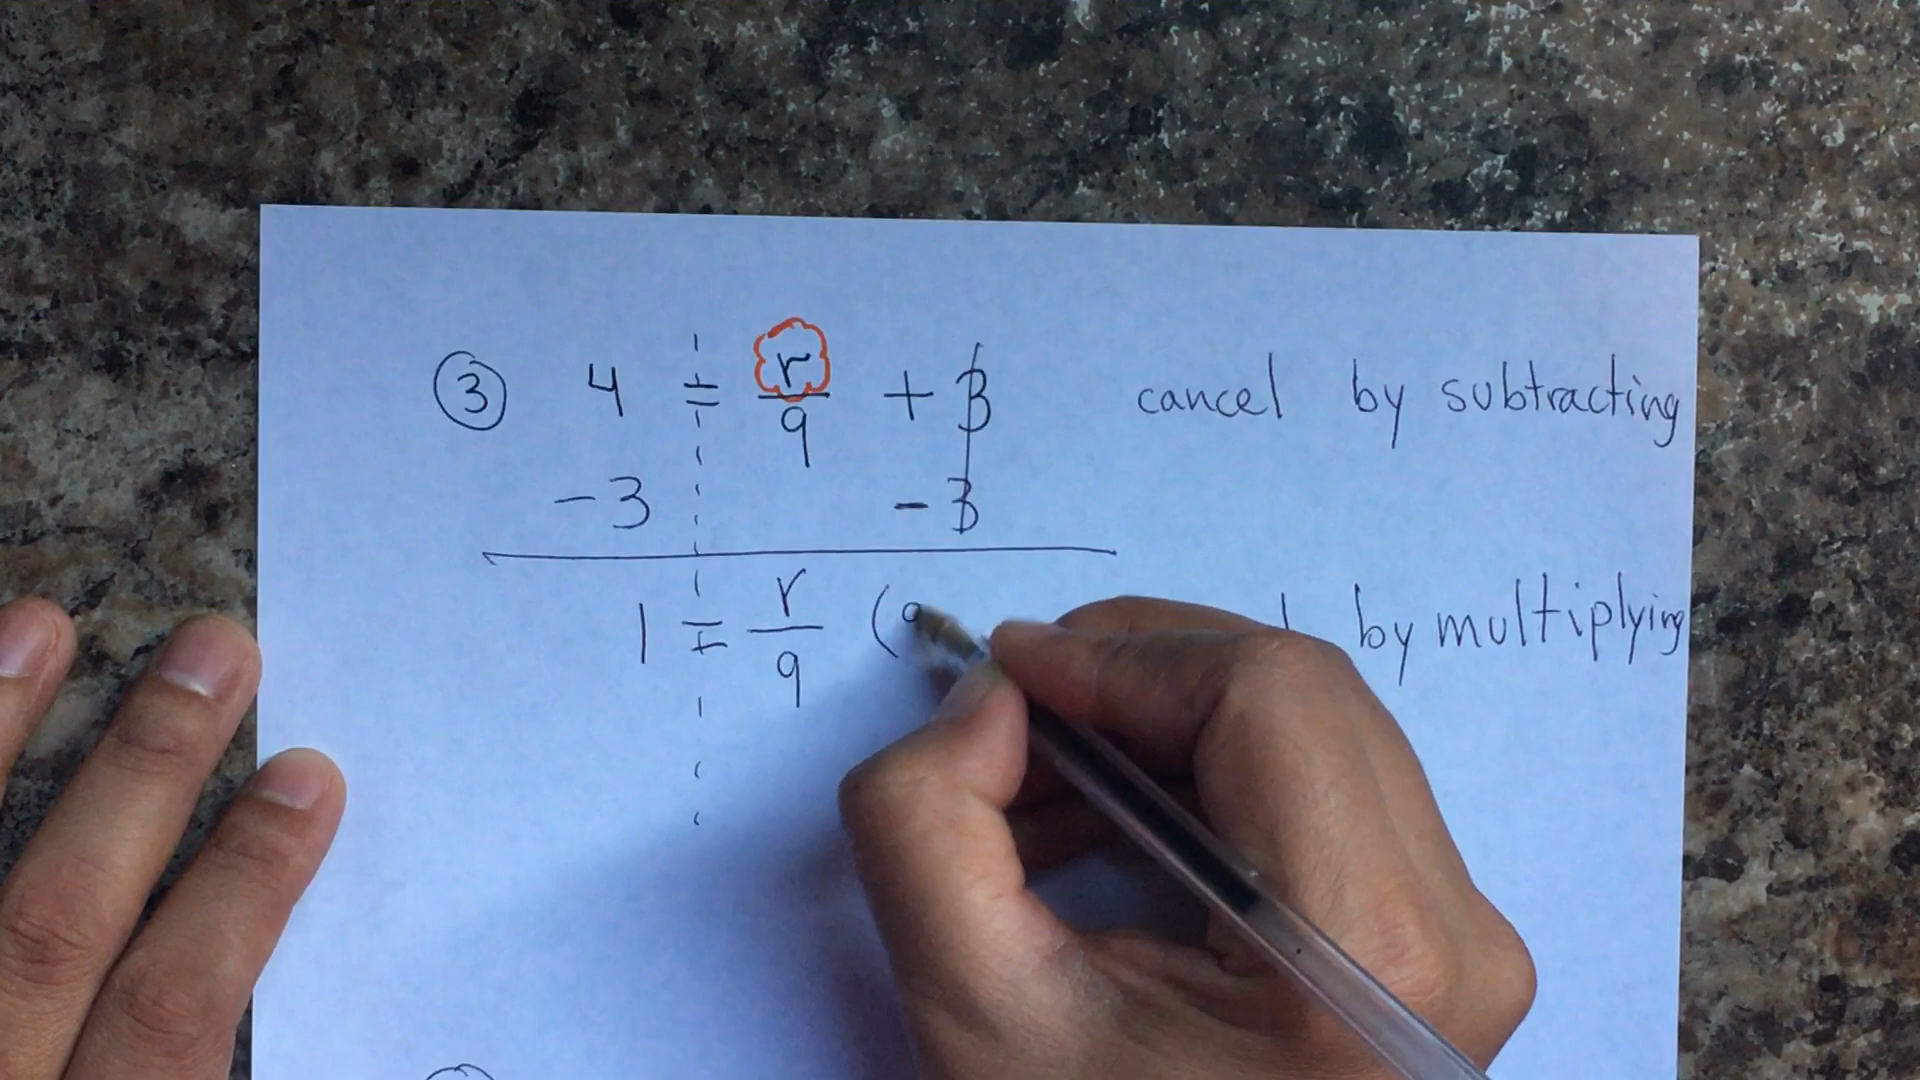 ③ 4 = r/9 + 3 cancel by subtracting
-3 -3
1 = r/9 (9 by multiplying